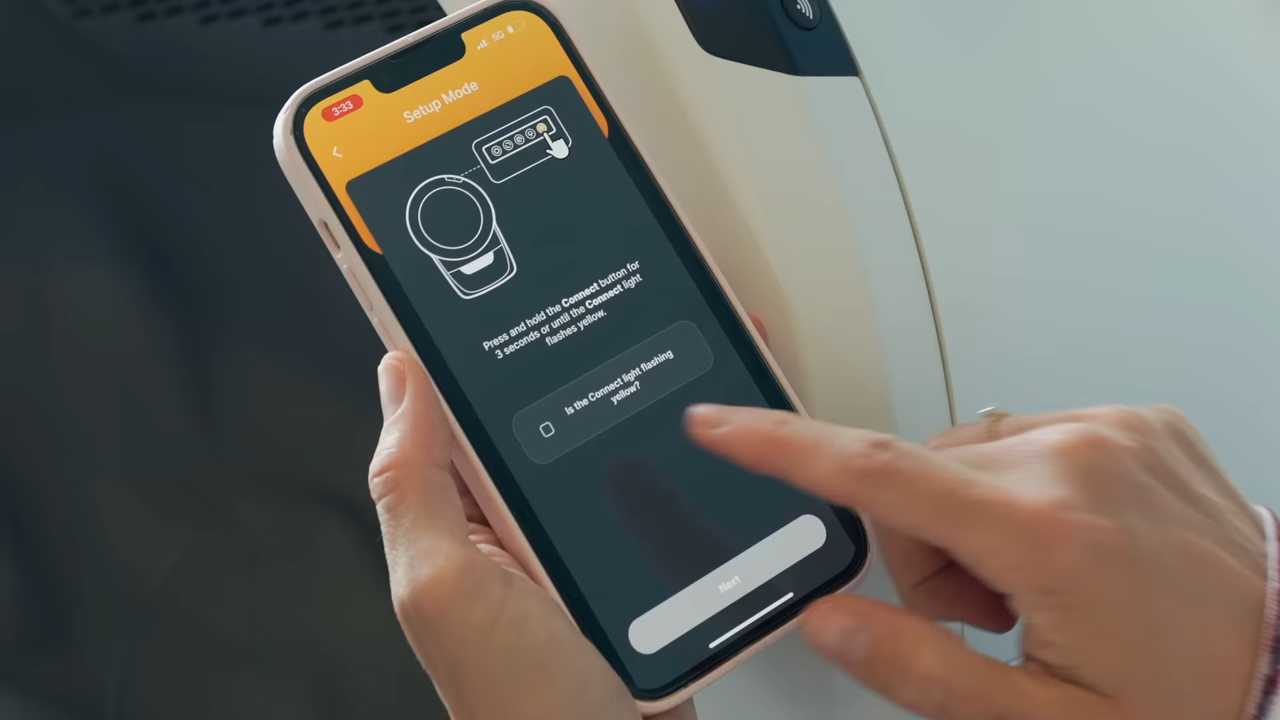 3:33
5G
Setup Mode
Press and hold the Connect button for
3 seconds or until the Connect light
flashes yellow.
Is the Connect light flashing
yellow?
Next